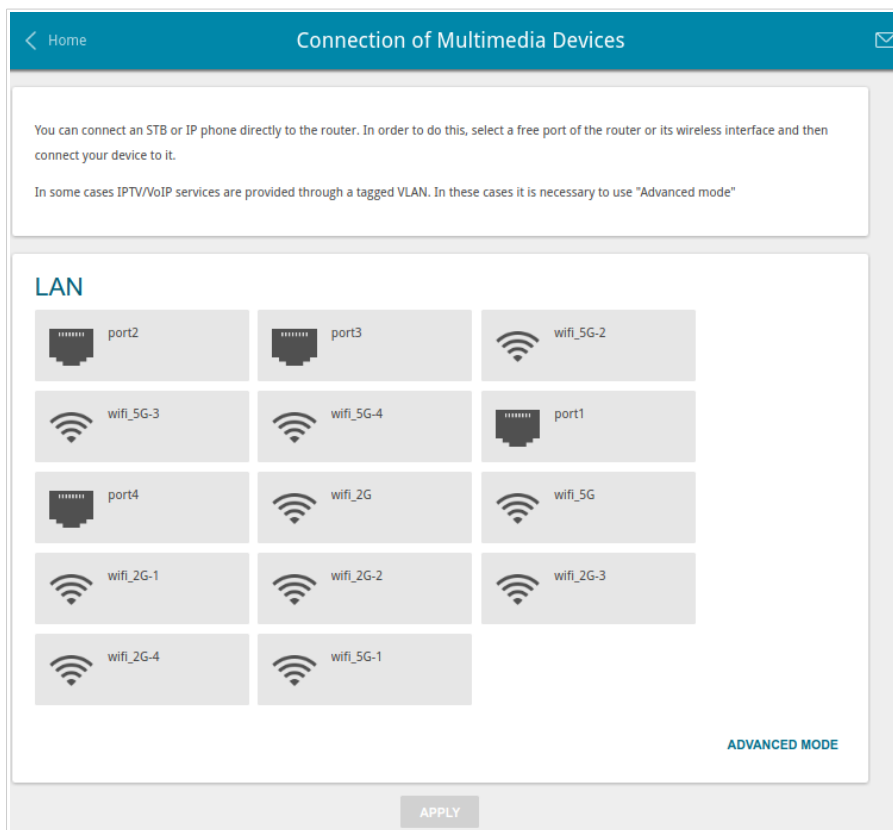 Home
Connection of Multimedia Devices
You can connect an STB or IP phone directly to the router. In order to do this, select a free port of the router or its wireless interface and then
connect your device to it.
In some cases IPTV/VoIP services are provided through a tagged VLAN. In these cases it is necessary to use "Advanced mode"
LAN
port2
port3
wifi_5G-2
wifi_5G-3
wifi_5G-4
port1
port4
wifi_2G
wifi_5G
wifi_2G-1
wifi_2G-2
wifi_2G-3
wifi_2G-4
wifi_5G-1
ADVANCED MODE
APPLY